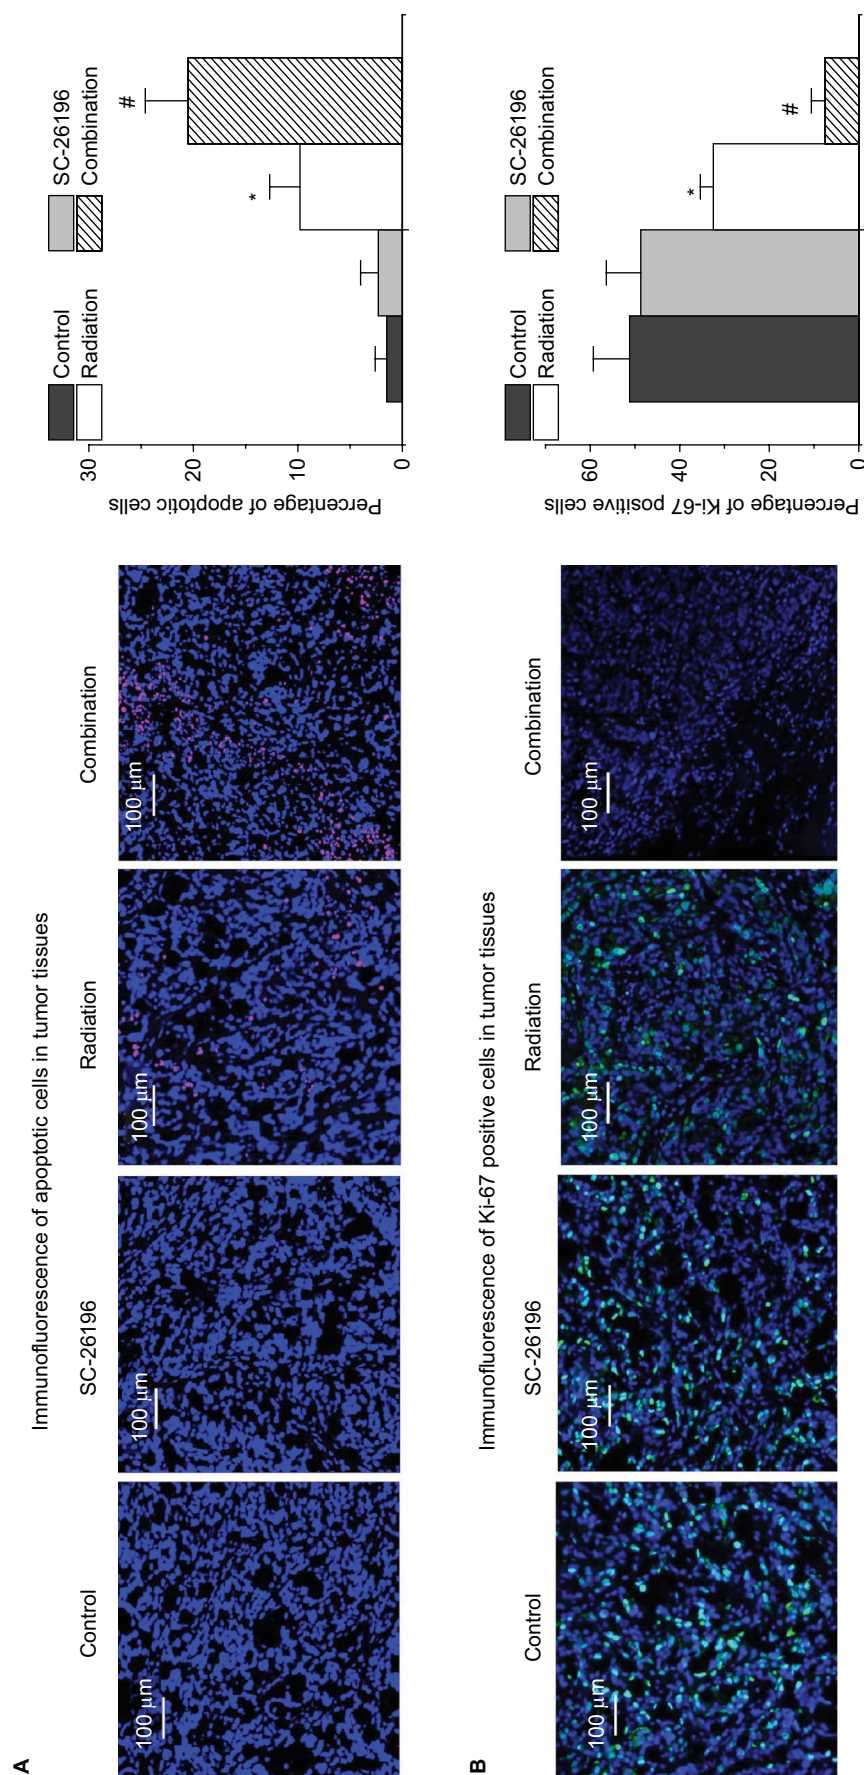 A
Immunofluorescence of apoptotic cells in tumor tissues
Control
SC-26196
Radiation
Combination
100 µm
100 µm
100 µm
100 µm
Control
SC-26196
Radiation
Combination
Percentage of apoptotic cells
30
20
10
0
*
#
B
Immunofluorescence of Ki-67 positive cells in tumor tissues
Control
SC-26196
Radiation
Combination
100 µm
100 µm
100 µm
100 µm
Control
SC-26196
Radiation
Combination
Percentage of Ki-67 positive cells
60
40
20
0
*
#